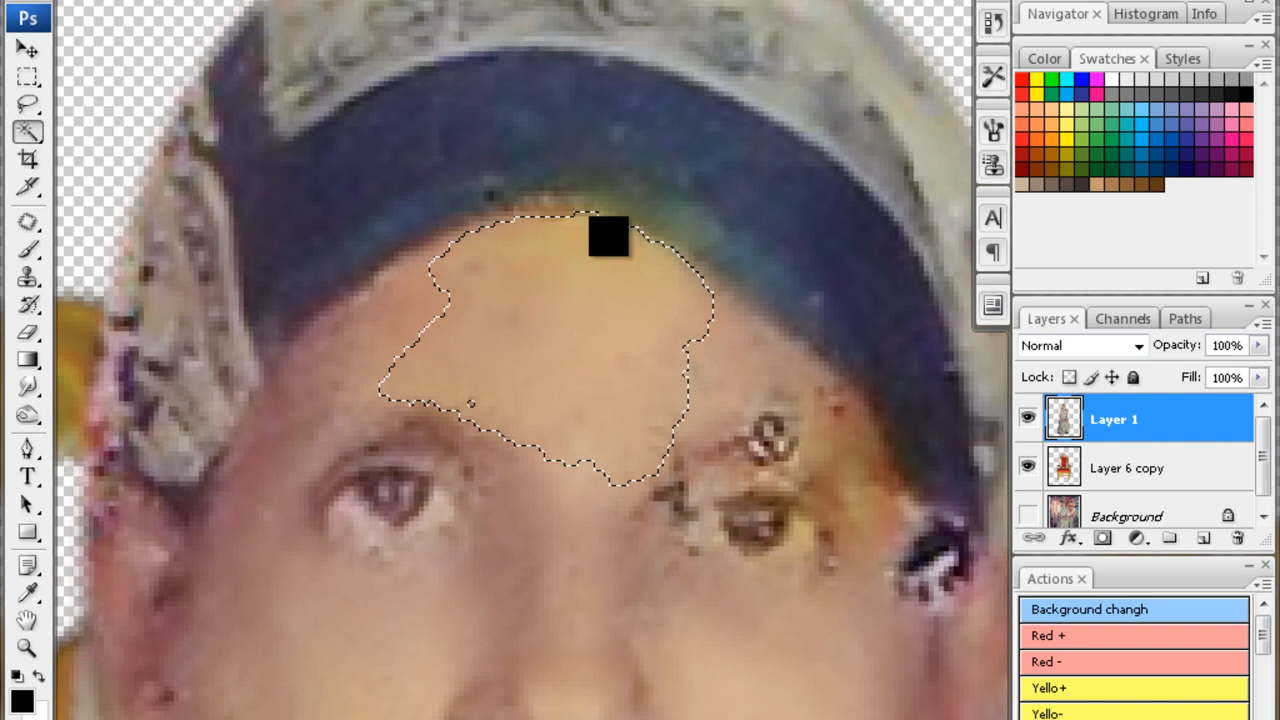 Ps
Navigator× Histogram Info
Color Swatches× Styles
Layers× Channels Paths
Normal Opacity: 100%
Lock: Fill: 100%
Layer 1
Layer 6 copy
Background
fx
Actions×
Background changh
Red +
Red -
Yello+
Yello-
A
T